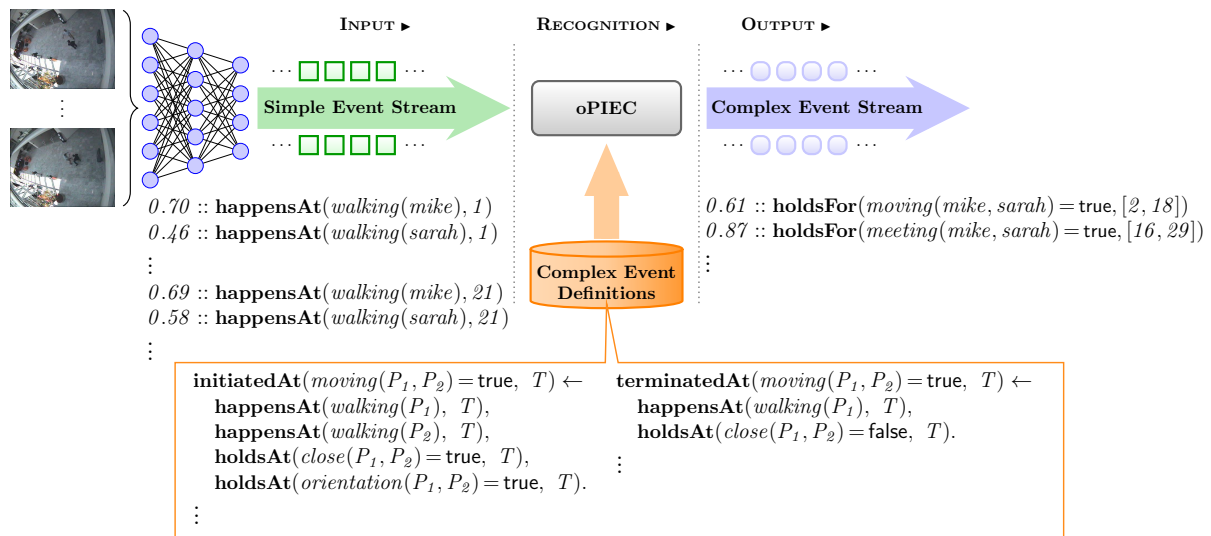 INPUT ▸
RECOGNITION ▸
OUTPUT ▸
Simple Event Stream
oPIEC
Complex Event Stream
0.70 :: happensAt(walking(mike), 1)
0.46 :: happensAt(walking(sarah), 1)
⋮
0.69 :: happensAt(walking(mike), 21)
0.58 :: happensAt(walking(sarah), 21)
⋮
Complex Event
Definitions
0.61 :: holdsFor(moving(mike, sarah) = true, [2, 18])
0.87 :: holdsFor(meeting(mike, sarah) = true, [16, 29])
⋮
initiatedAt(moving(P₁, P₂) = true, T) ←
happensAt(walking(P₁), T),
happensAt(walking(P₂), T),
holdsAt(close(P₁, P₂) = true, T),
holdsAt(orientation(P₁, P₂) = true, T).
⋮
terminatedAt(moving(P₁, P₂) = true, T) ←
happensAt(walking(P₁), T),
holdsAt(close(P₁, P₂) = false, T).
⋮